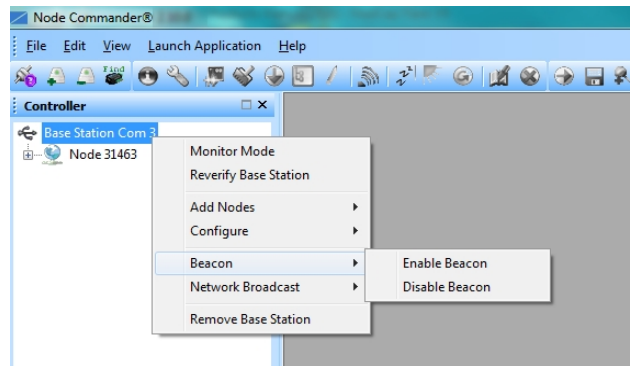 Node Commander®
File Edit View Launch Application Help
Find
Controller
Base Station Com 3
Node 31463
Monitor Mode
Reverify Base Station
Add Nodes
Configure
Beacon
Enable Beacon
Network Broadcast
Disable Beacon
Remove Base Station